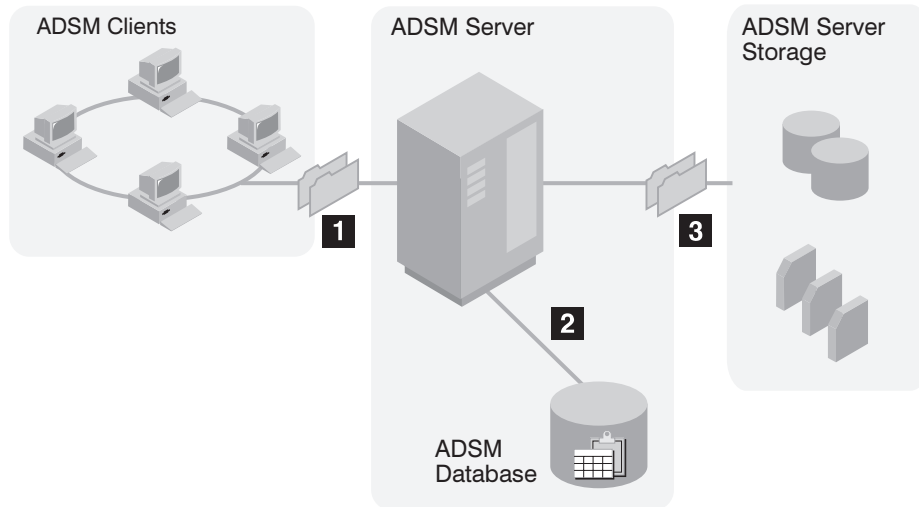 ADSM Clients
ADSM Server
ADSM Server
Storage
1
3
2
ADSM
Database